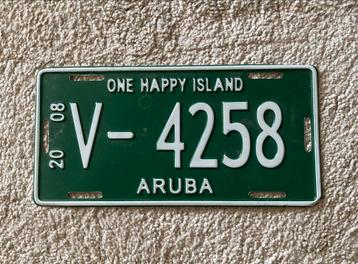 ONE HAPPY ISLAND
20 08
V- 4258
ARUBA